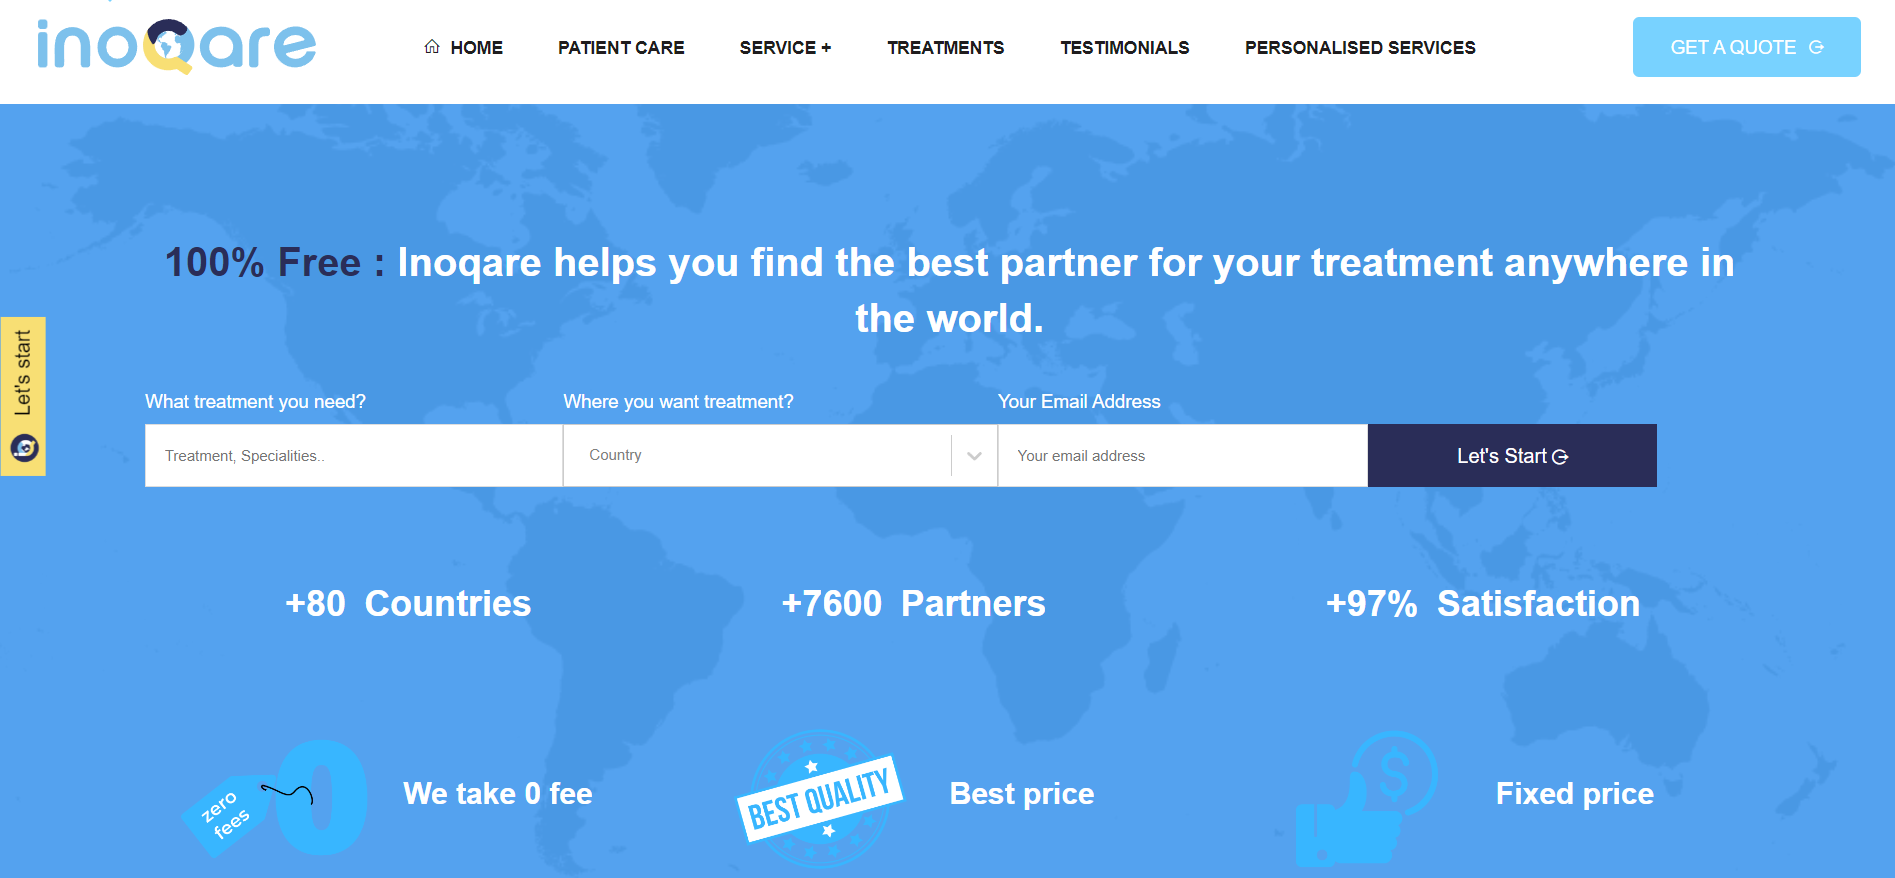 inoQare
HOME
PATIENT CARE
SERVICE +
TREATMENTS
TESTIMONIALS
PERSONALISED SERVICES
GET A QUOTE
100% Free : Inoqare helps you find the best partner for your treatment anywhere in
the world.
Let's start
What treatment you need?
Where you want treatment?
Your Email Address
Treatment, Specialities..
Country
Your email address
Let's Start
+80 Countries
+7600 Partners
+97% Satisfaction
zero
fees
0
We take 0 fee
BEST QUALITY
Best price
$
Fixed price